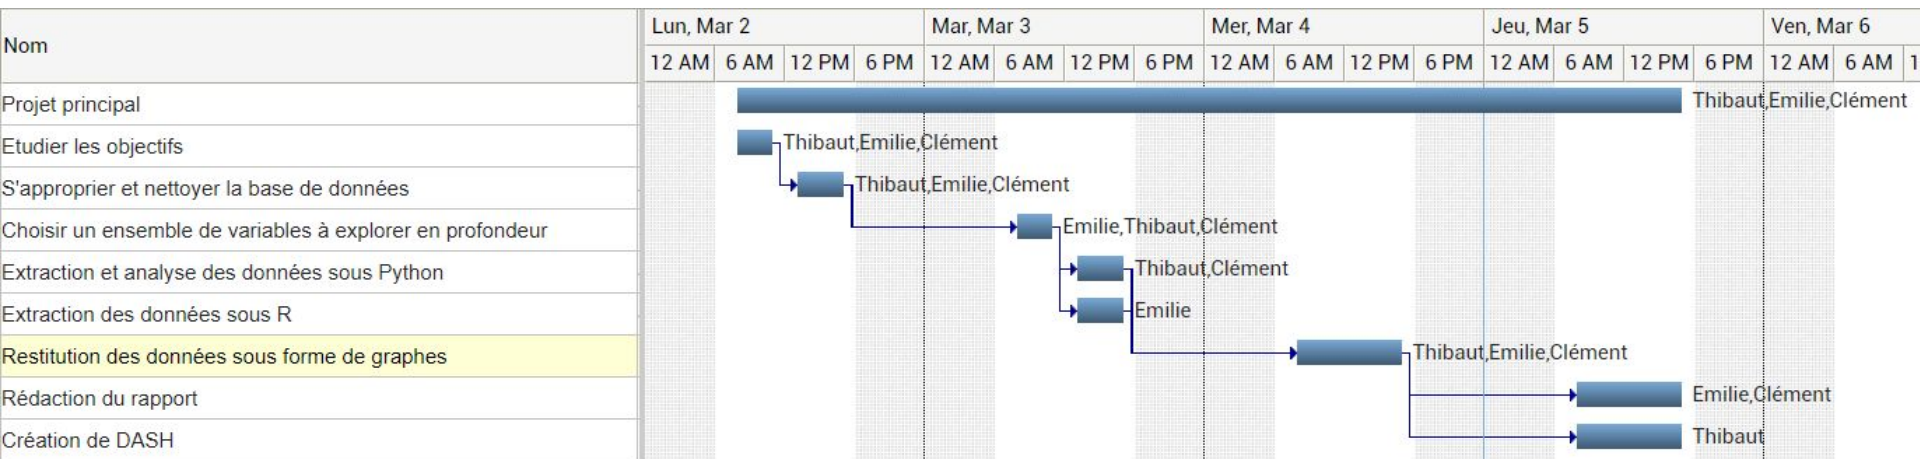 Nom
Lun, Mar 2 Mar, Mar 3 Mer, Mar 4 Jeu, Mar 5 Ven, Mar 6
12 AM 6 AM 12 PM 6 PM 12 AM 6 AM 12 PM 6 PM 12 AM 6 AM 12 PM 6 PM 12 AM 6 AM 12 PM 6 PM 12 AM 6 AM 1
Projet principal Thibaut,Emilie,Clément
Etudier les objectifs Thibaut,Emilie,Clément
S'approprier et nettoyer la base de données Thibaut,Emilie,Clément
Choisir un ensemble de variables à explorer en profondeur Emilie,Thibaut,Clément
Extraction et analyse des données sous Python Thibaut,Clément
Extraction des données sous R Emilie
Restitution des données sous forme de graphes Thibaut,Emilie,Clément
Rédaction du rapport Emilie,Clément
Création de DASH Thibaut